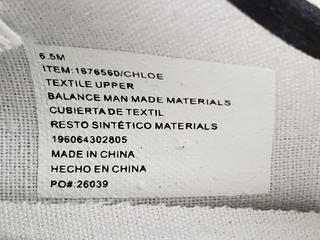 6.5M
ITEM:1676560/CHLOE
TEXTILE UPPER
BALANCE MAN MADE MATERIALS
CUBIERTA DE TEXTIL
RESTO SINTÉTICO MATERIALS
196064302805
MADE IN CHINA
HECHO EN CHINA
PO#:26039